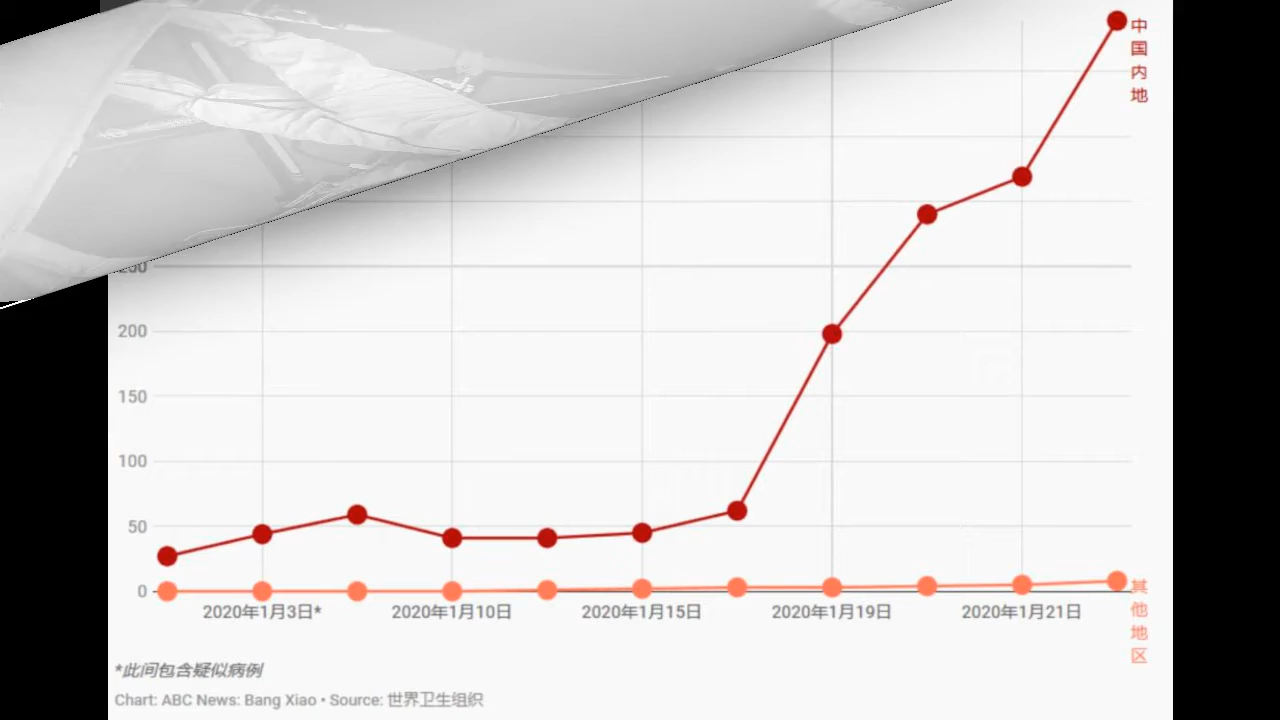 中国内地
200
150
100
50
0
2020年1月3日* 2020年1月10日 2020年1月15日 2020年1月19日 2020年1月21日
其他地区
*此间包含疑似病例
Chart: ABC News: Bang Xiao • Source: 世界卫生组织